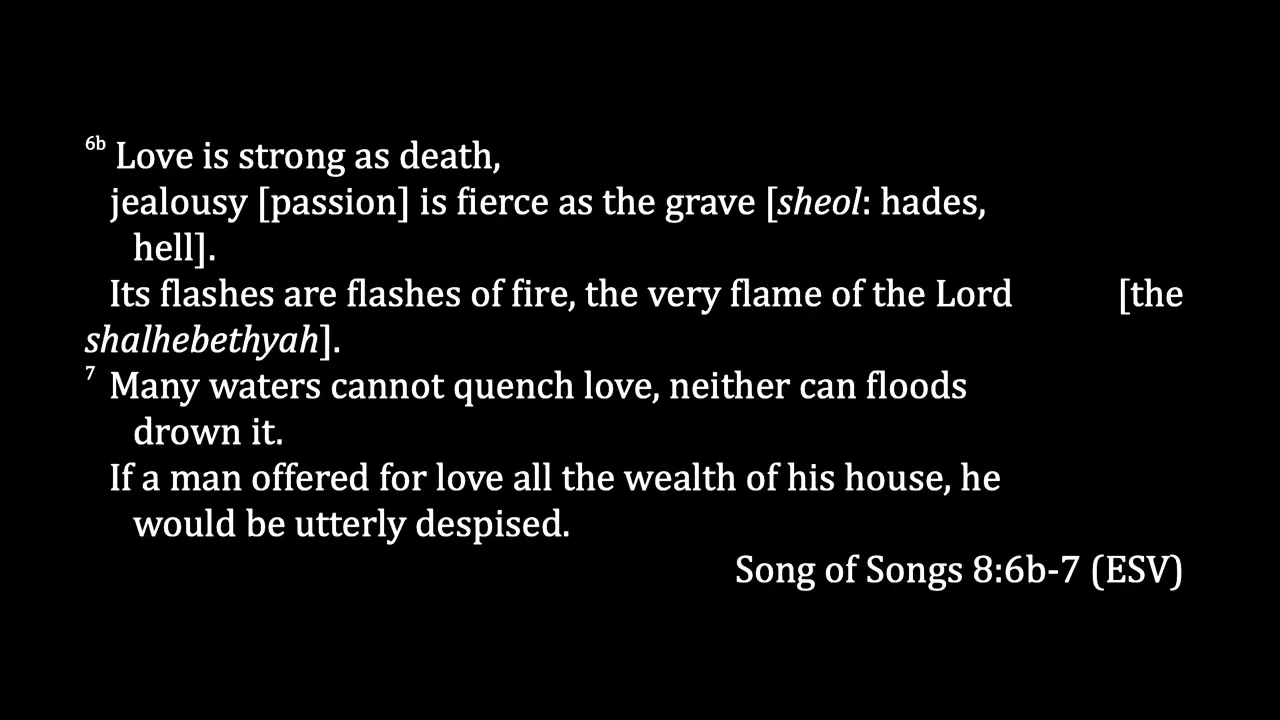 6b Love is strong as death,
jealousy [passion] is fierce as the grave [sheol: hades,
hell].
Its flashes are flashes of fire, the very flame of the Lord [the
shalhebethyah].
7 Many waters cannot quench love, neither can floods
drown it.
If a man offered for love all the wealth of his house, he
would be utterly despised.
Song of Songs 8:6b-7 (ESV)